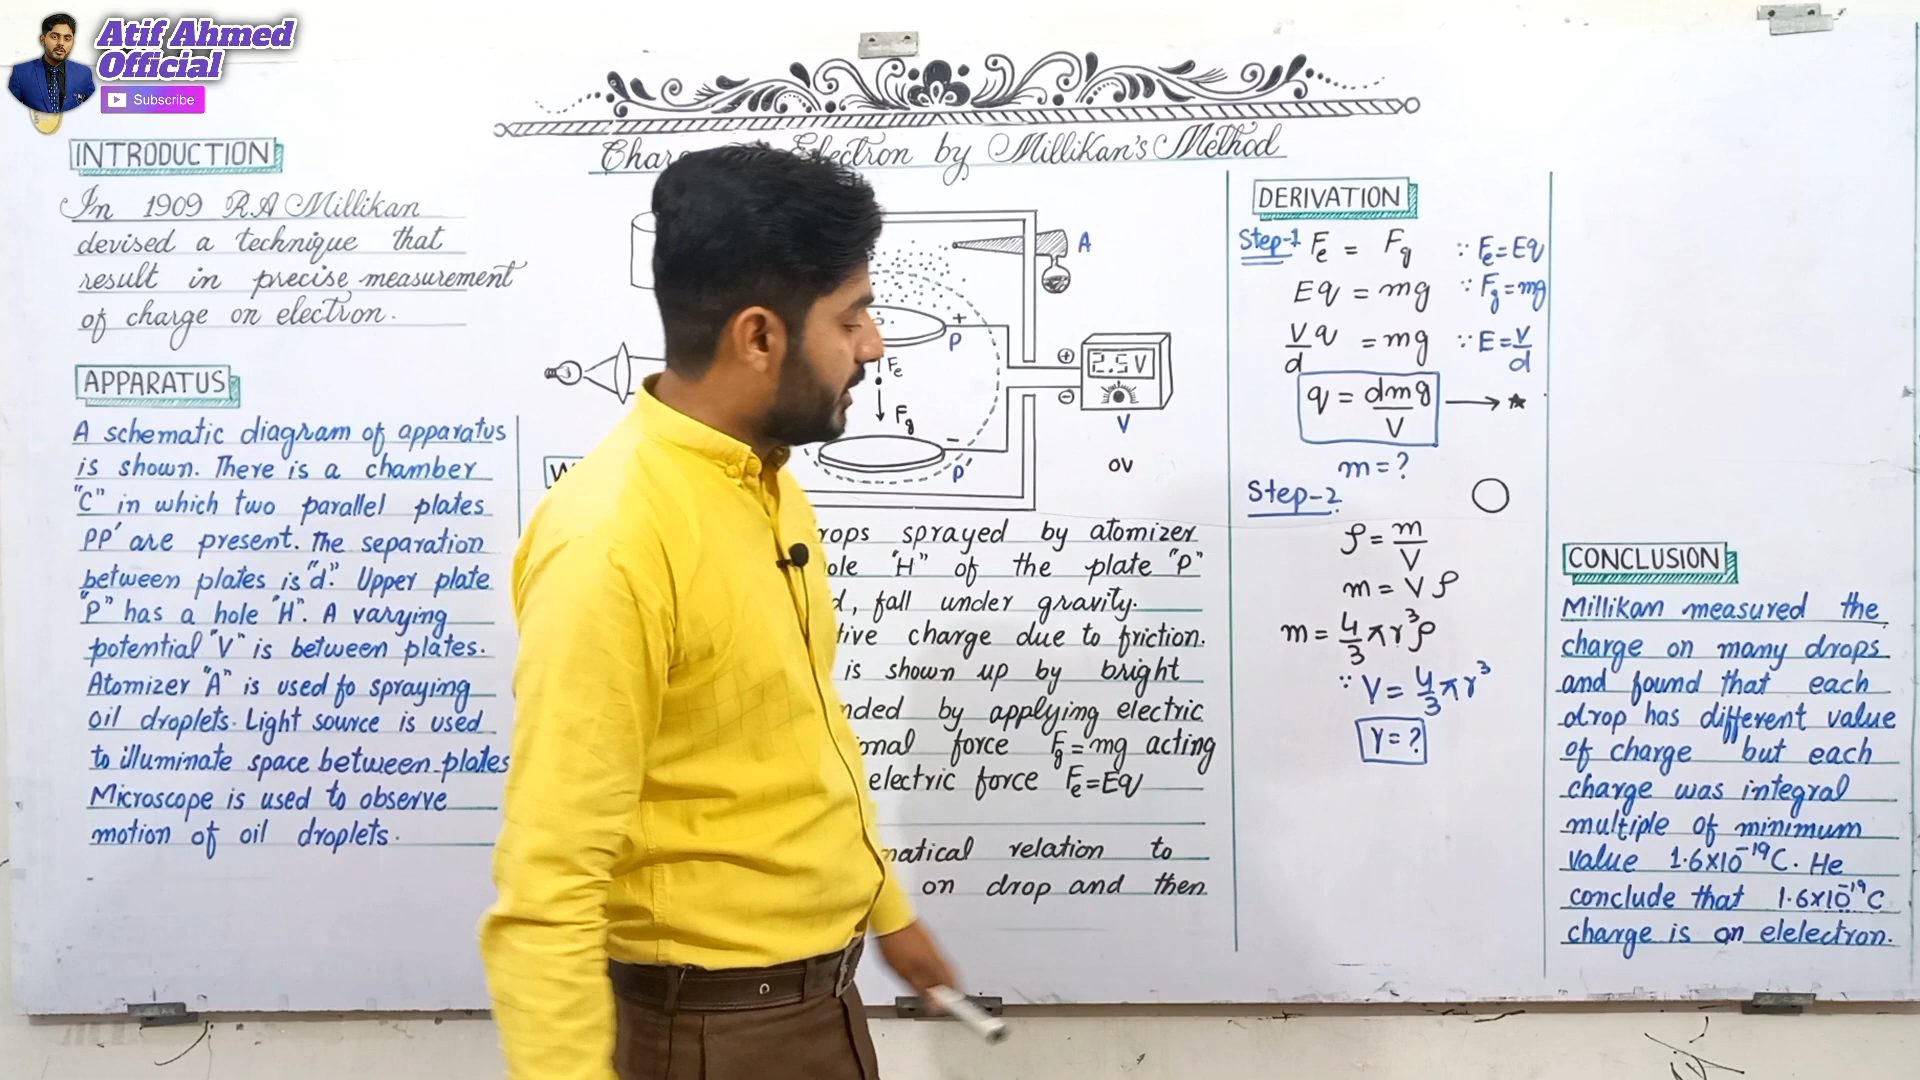 Atif Ahmed
Official
Subscribe
Electron by Millikan's Method
INTRODUCTION
In 1909 R.A Millikan
devised a technique that
result in precise measurement
of charge on electron.
APPARATUS
A schematic diagram of apparatus
is shown. There is a chamber
"C" in which two parallel plates
PP' are present. The separation
between plates is "d". Upper plate
"P" has a hole "H". A varying
potential "V" is between plates.
Atomizer "A" is used fo spraying
oil droplets. Light source is used
to illuminate space between plates
Microscope is used to observe
motion of oil droplets.
A
+
P
Fe
Fg
-
P'
+
2.5V
-
V
0V
sprayed by atomizer
"H" of the plate "P"
fall under gravity.
charge due to friction.
is shown up by bright
by applying electric
force Fg=mg acting
electric force Fe=Eq
relation to
on drop and then
DERIVATION
Step-1 Fe = Fg ∵ Fe=Eq
Eq = mg ∵ Fg=mg
V/d q = mg ∵ E=V/d
q = dmg/V → ★
m = ?
Step-2
ρ = m/V
m = Vρ
m = 4/3 πr³ρ
∵ V = 4/3 πr³
r = ?
CONCLUSION
Millikan measured the
charge on many drops
and found that each
drop has different value
of charge but each
charge was integral
multiple of minimum
value 1.6x10⁻¹⁹C. He
conclude that 1.6x10⁻¹⁹C
charge is on elelectron.